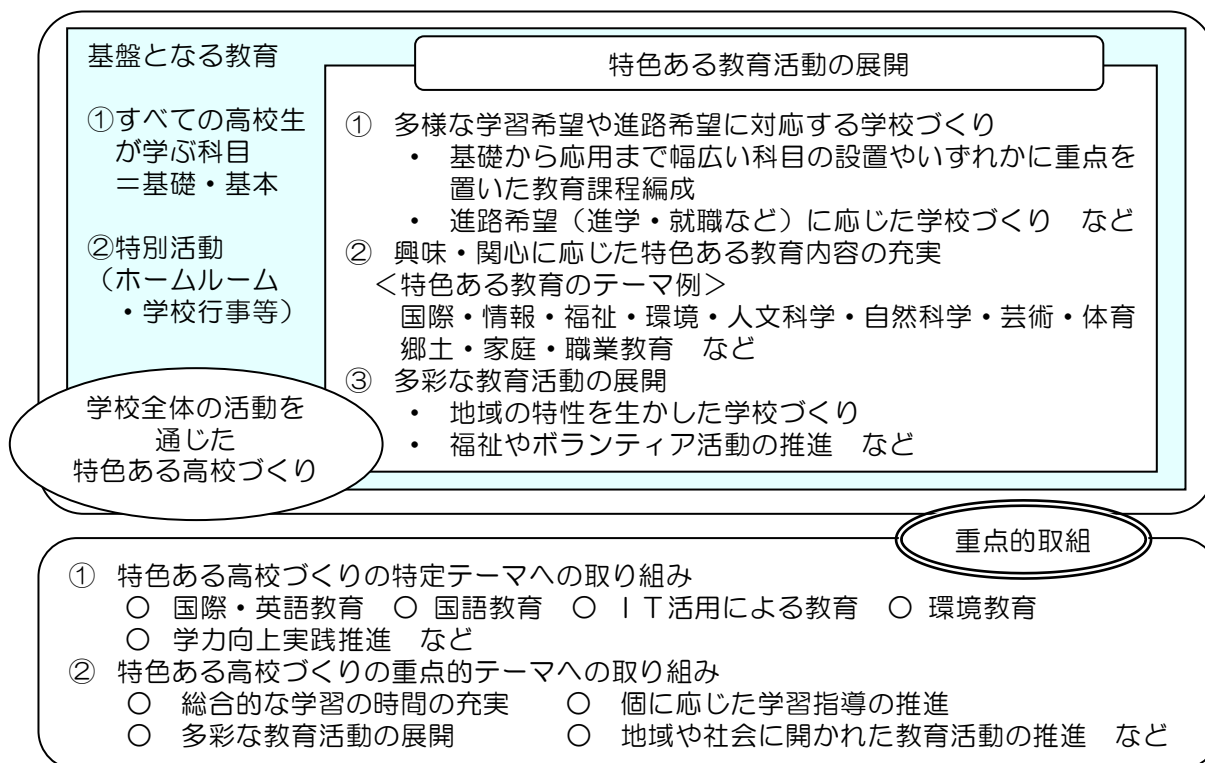 基盤となる教育
①すべての高校生
が学ぶ科目
＝基礎・基本
②特別活動
（ホームルーム
・学校行事等）
学校全体の活動を
通じた
特色ある高校づくり
特色ある教育活動の展開
① 多様な学習希望や進路希望に対応する学校づくり
・ 基礎から応用まで幅広い科目の設置やいずれかに重点を
置いた教育課程編成
・ 進路希望（進学・就職など）に応じた学校づくり など
② 興味・関心に応じた特色ある教育内容の充実
＜特色ある教育のテーマ例＞
国際・情報・福祉・環境・人文科学・自然科学・芸術・体育
郷土・家庭・職業教育 など
③ 多彩な教育活動の展開
・ 地域の特性を生かした学校づくり
・ 福祉やボランティア活動の推進 など
重点的取組
① 特色ある高校づくりの特定テーマへの取り組み
○ 国際・英語教育 ○ 国語教育 ○ ＩＴ活用による教育 ○ 環境教育
○ 学力向上実践推進 など
② 特色ある高校づくりの重点的テーマへの取り組み
○ 総合的な学習の時間の充実 ○ 個に応じた学習指導の推進
○ 多彩な教育活動の展開 ○ 地域や社会に開かれた教育活動の推進 など